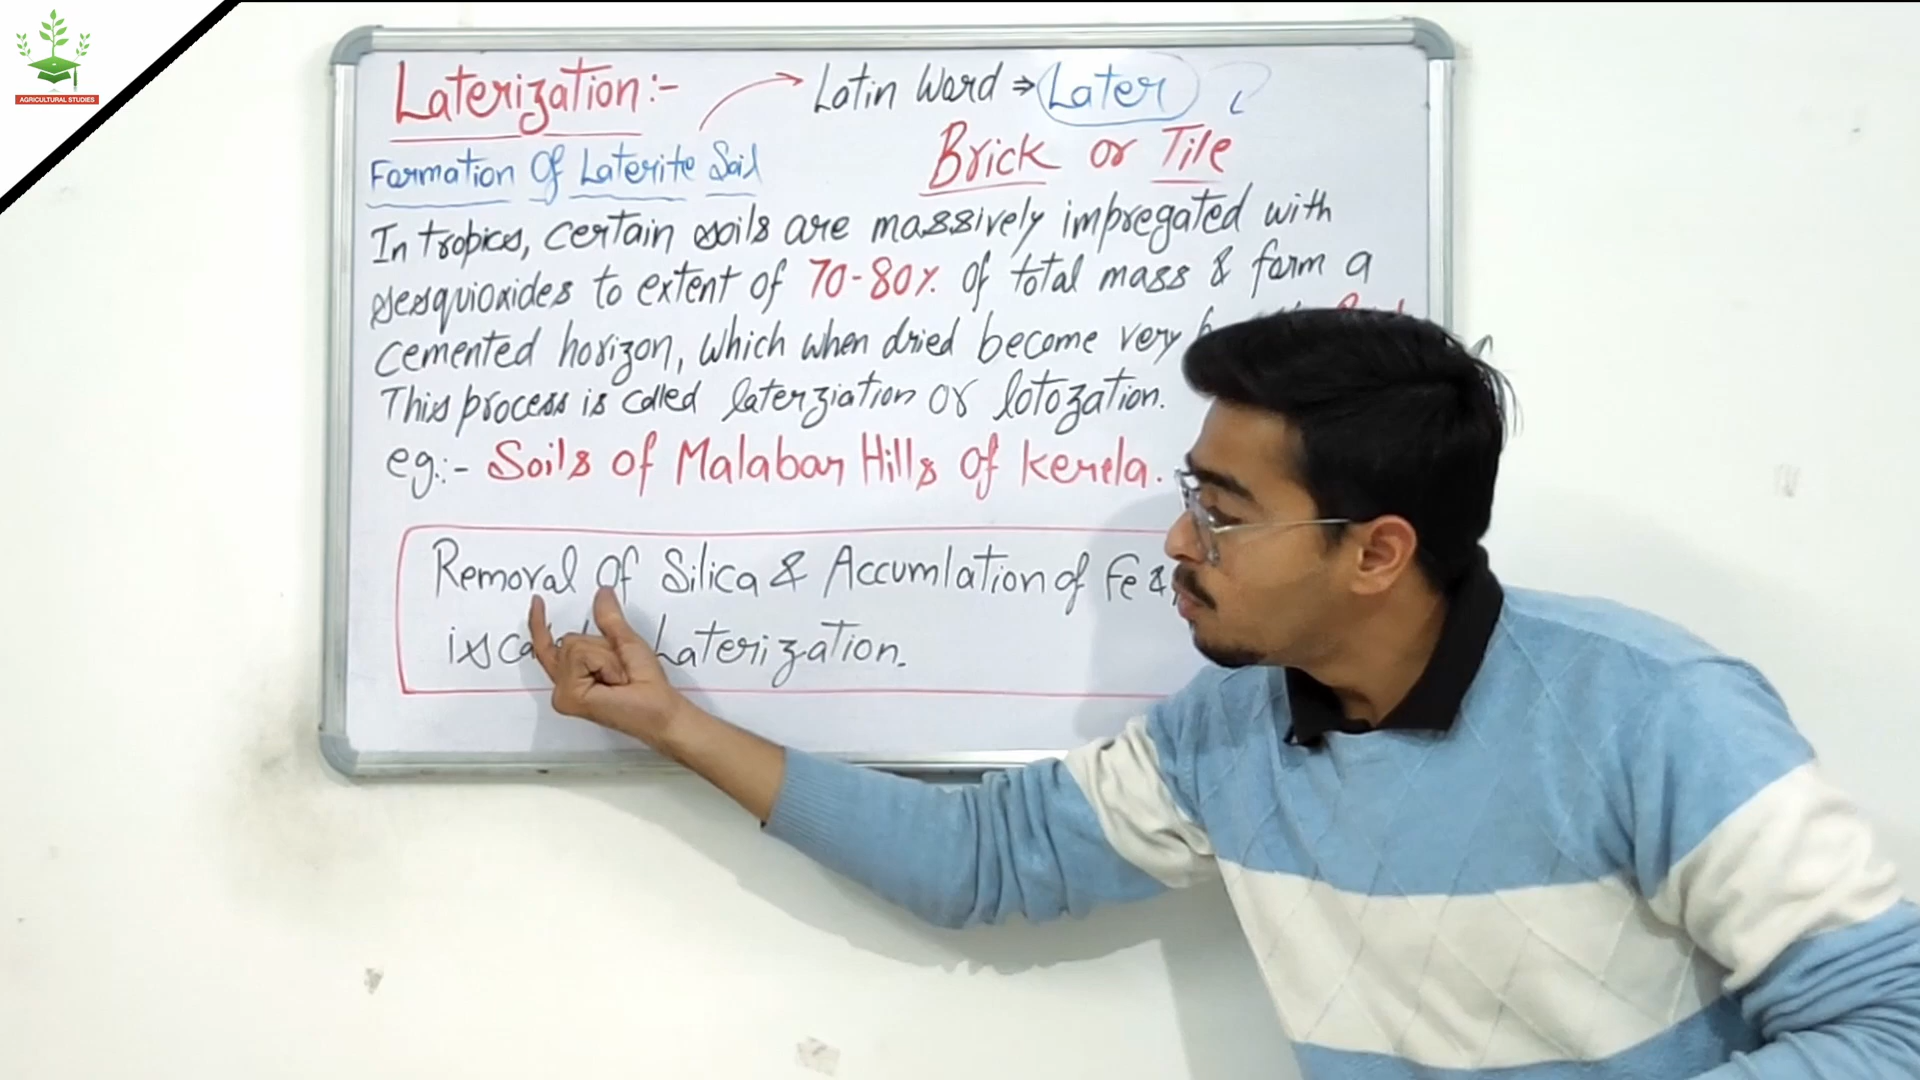 AGRICULTURAL STUDIES
Laterization:- Latin Word ⇒ Later
Formation Of Laterite Soil Brick or Tile
In tropics, certain soils are massively impregated with
sesquioxides to extent of 70-80% of total mass & form a
cemented horizon, which when dried become very
This process is called laterziation or lotozation.
eg:- Soils of Malabar Hills of Kerela.
Removal Of Silica & Accumlation of Fe &
is Laterization.